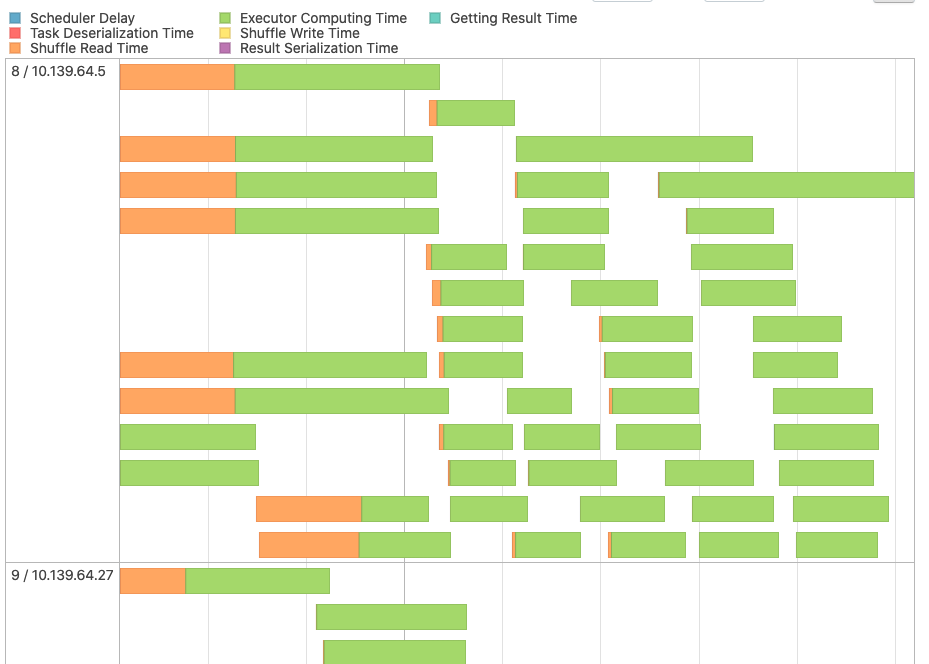 Scheduler Delay
Executor Computing Time
Getting Result Time
Task Deserialization Time
Shuffle Write Time
Shuffle Read Time
Result Serialization Time
8 / 10.139.64.5
9 / 10.139.64.27